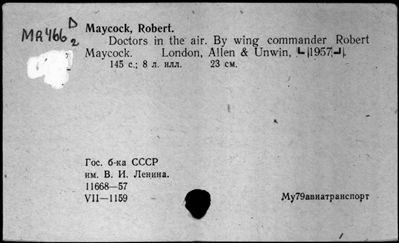 МД466 D
2
Maycock, Robert.
Doctors in the air. By wing commander Robert
Maycock. London, Allen & Unwin, [1957].
145 с.; 8 л. илл. 23 см.
Гос. б-ка СССР
им. В. И. Ленина.
11668—57
VII—1159
Му79авиатранспорт